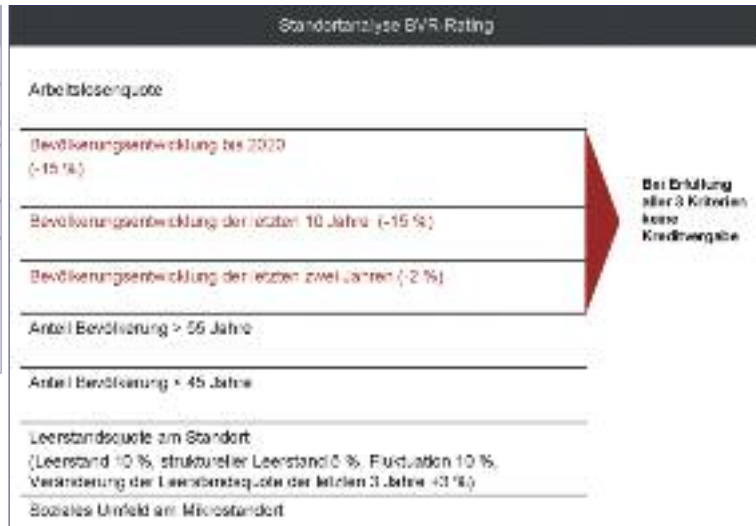 Standortanalyse BVR-Rating
Arbeitslosenquote
Bevölkerungsentwicklung bis 2020
(-15 %)
Bevölkerungsentwicklung der letzten 10 Jahre (-15 %)
Bevölkerungsentwicklung der letzten zwei Jahren (-2 %)
Bei Erfüllung
aller 3 Kriterien
keine
Kreditvergabe
Anteil Bevölkerung > 55 Jahre
Anteil Bevölkerung < 45 Jahre
Leerstandsquote am Standort
(Leerstand 10 %, struktureller Leerstand 5 %, Fluktuation 10 %,
Veränderung der Leerstandsquote der letzten 3 Jahre +3 %)
Soziales Umfeld am Mikrostandort